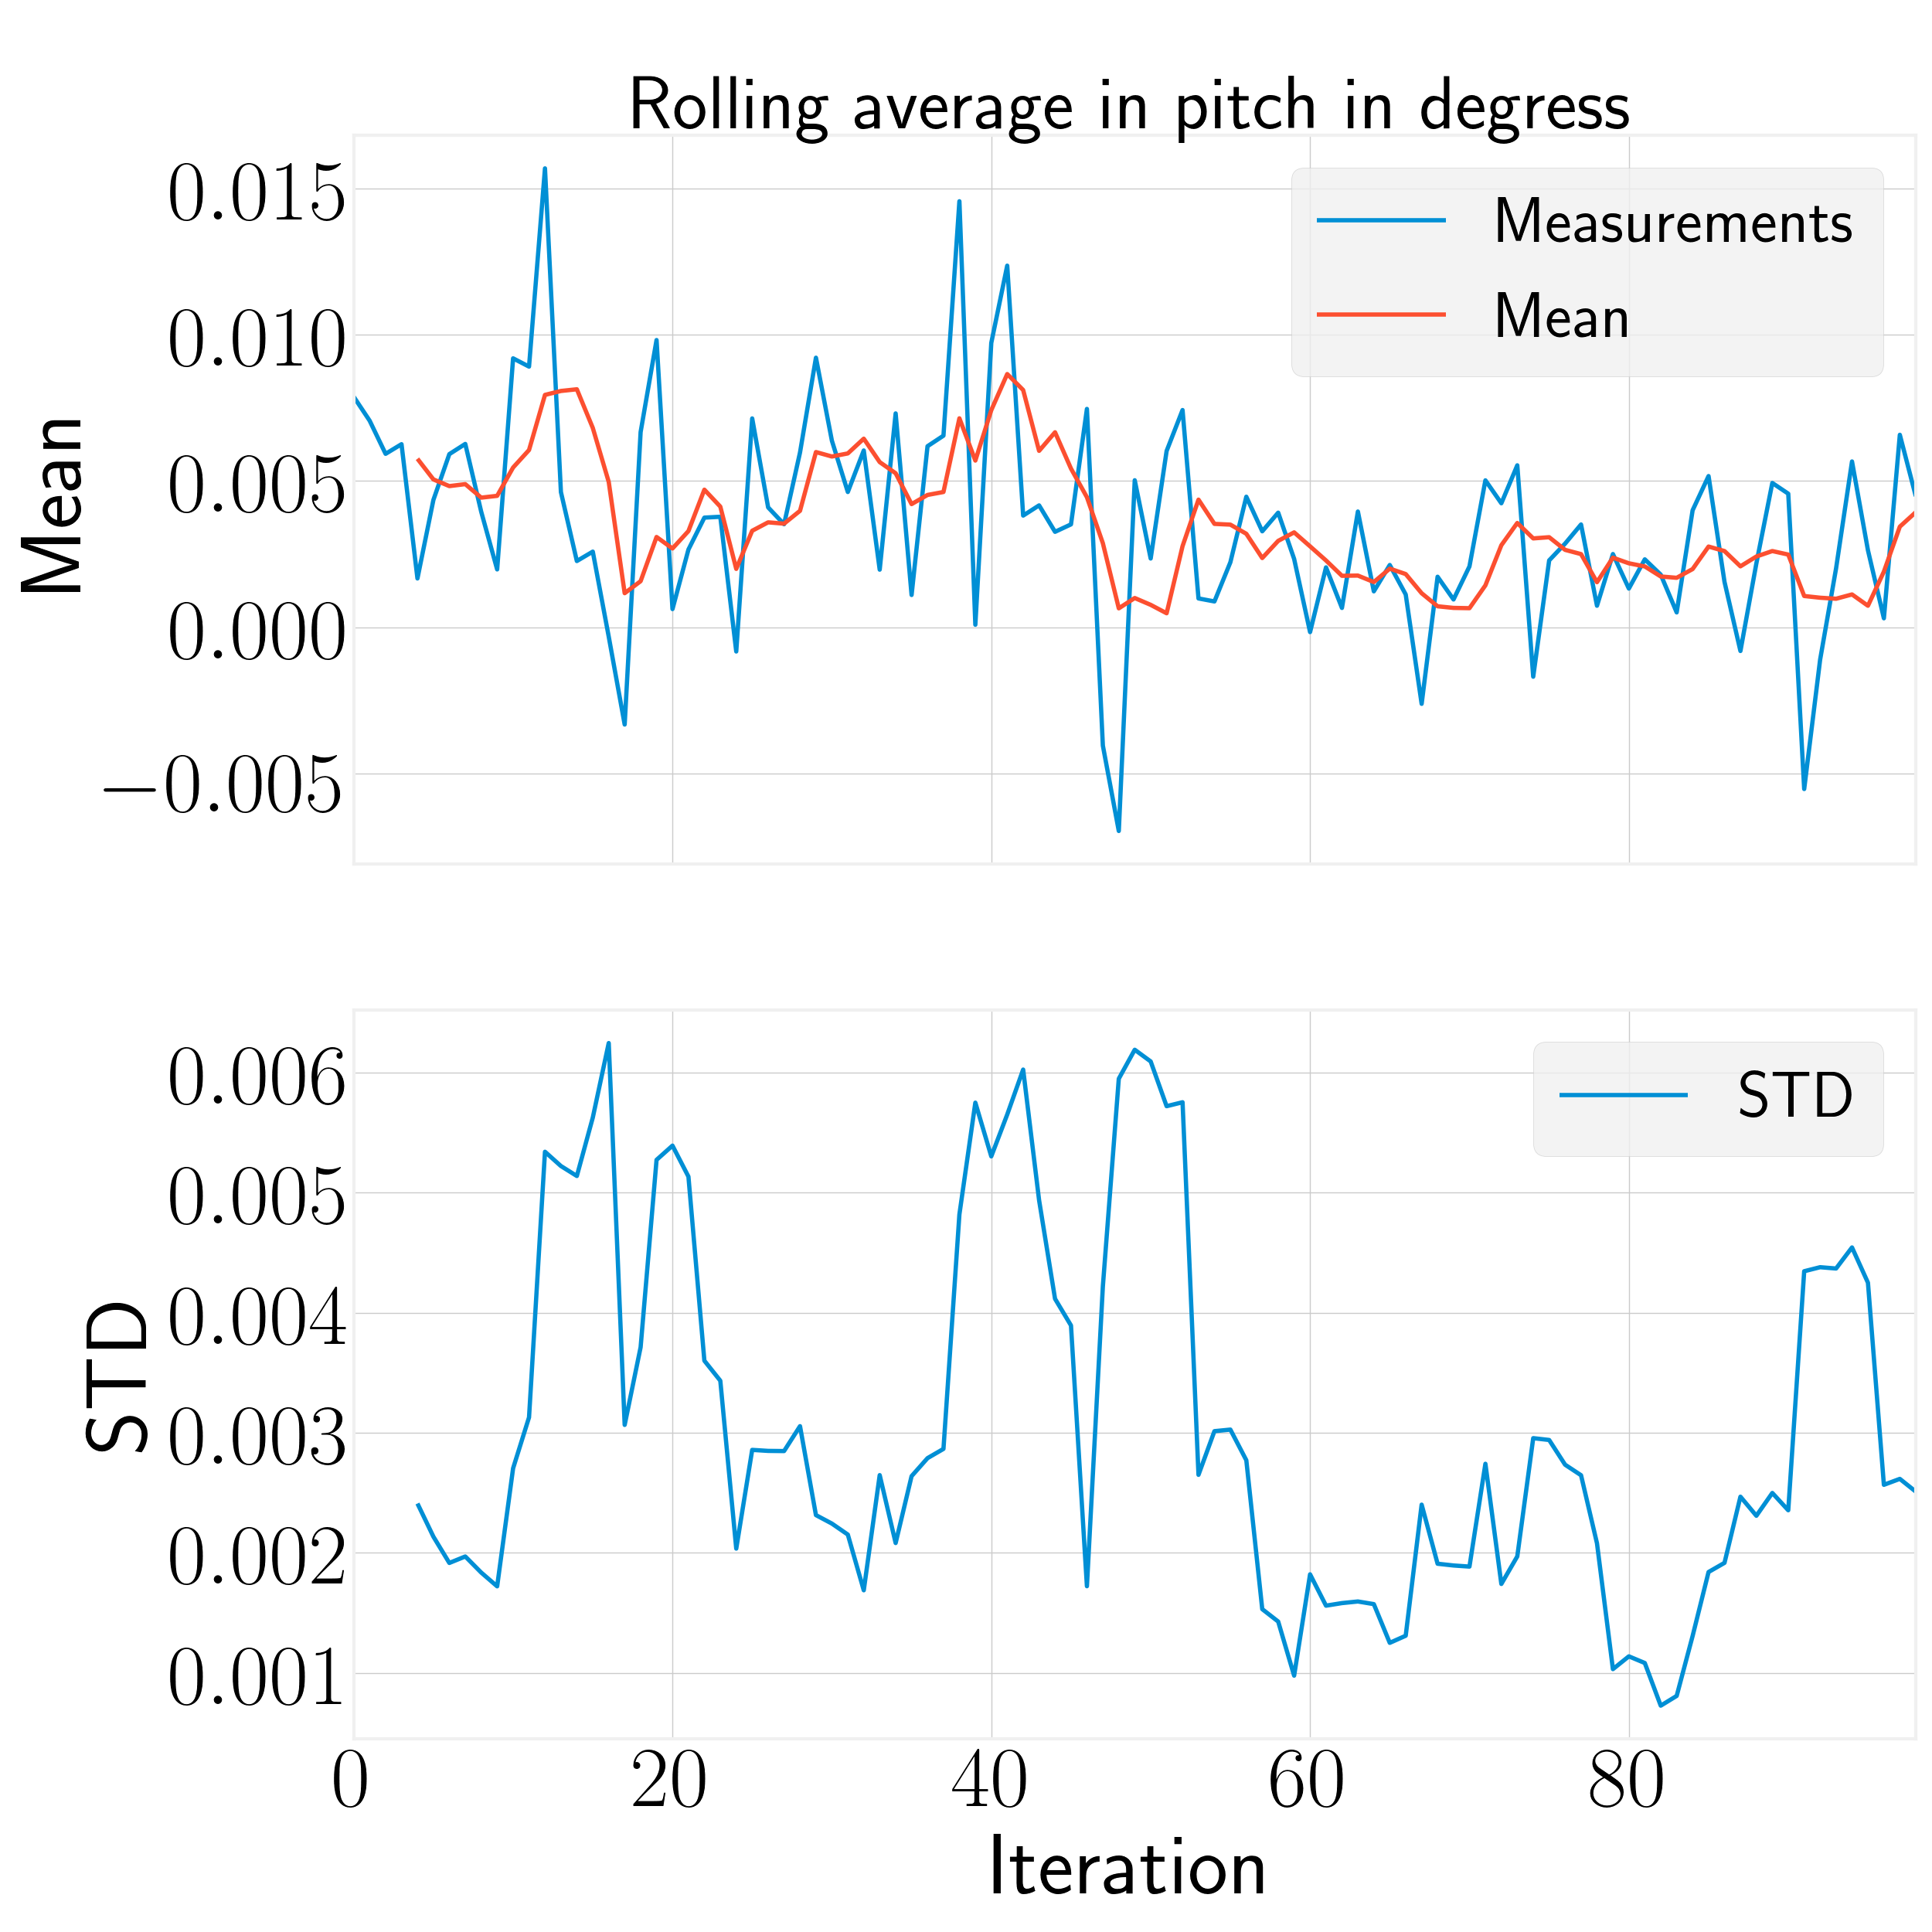 Rolling average in pitch in degress
Mean
0.015
0.010
0.005
0.000
−0.005
Measurements
Mean
STD
0.006
0.005
0.004
0.003
0.002
0.001
STD
0 20 40 60 80
Iteration